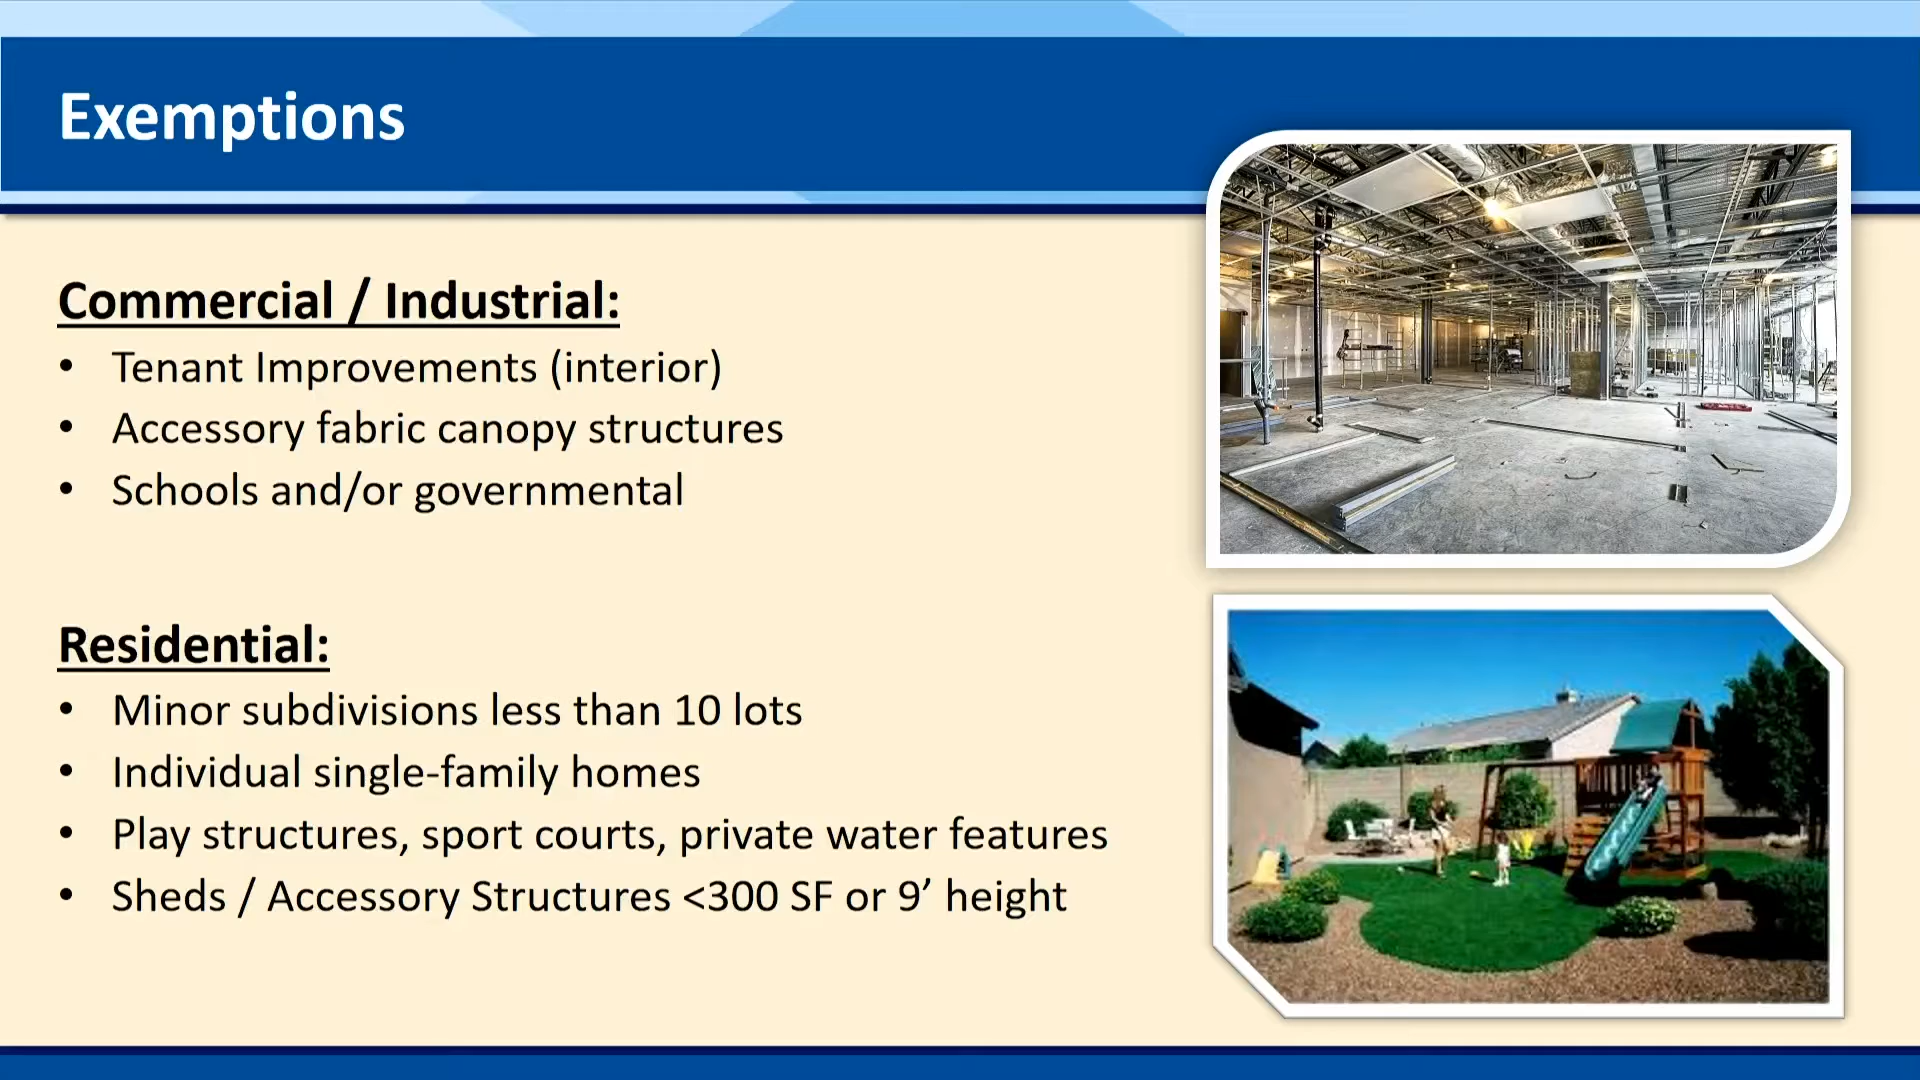 Exemptions
Commercial / Industrial:
• Tenant Improvements (interior)
• Accessory fabric canopy structures
• Schools and/or governmental
Residential:
• Minor subdivisions less than 10 lots
• Individual single-family homes
• Play structures, sport courts, private water features
• Sheds / Accessory Structures <300 SF or 9’ height